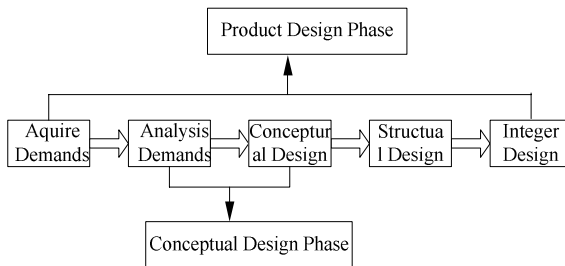 Product Design Phase
Aquire
Demands
Analysis
Demands
Conceptur
al Design
Structua
l Design
Integer
Design
Conceptual Design Phase